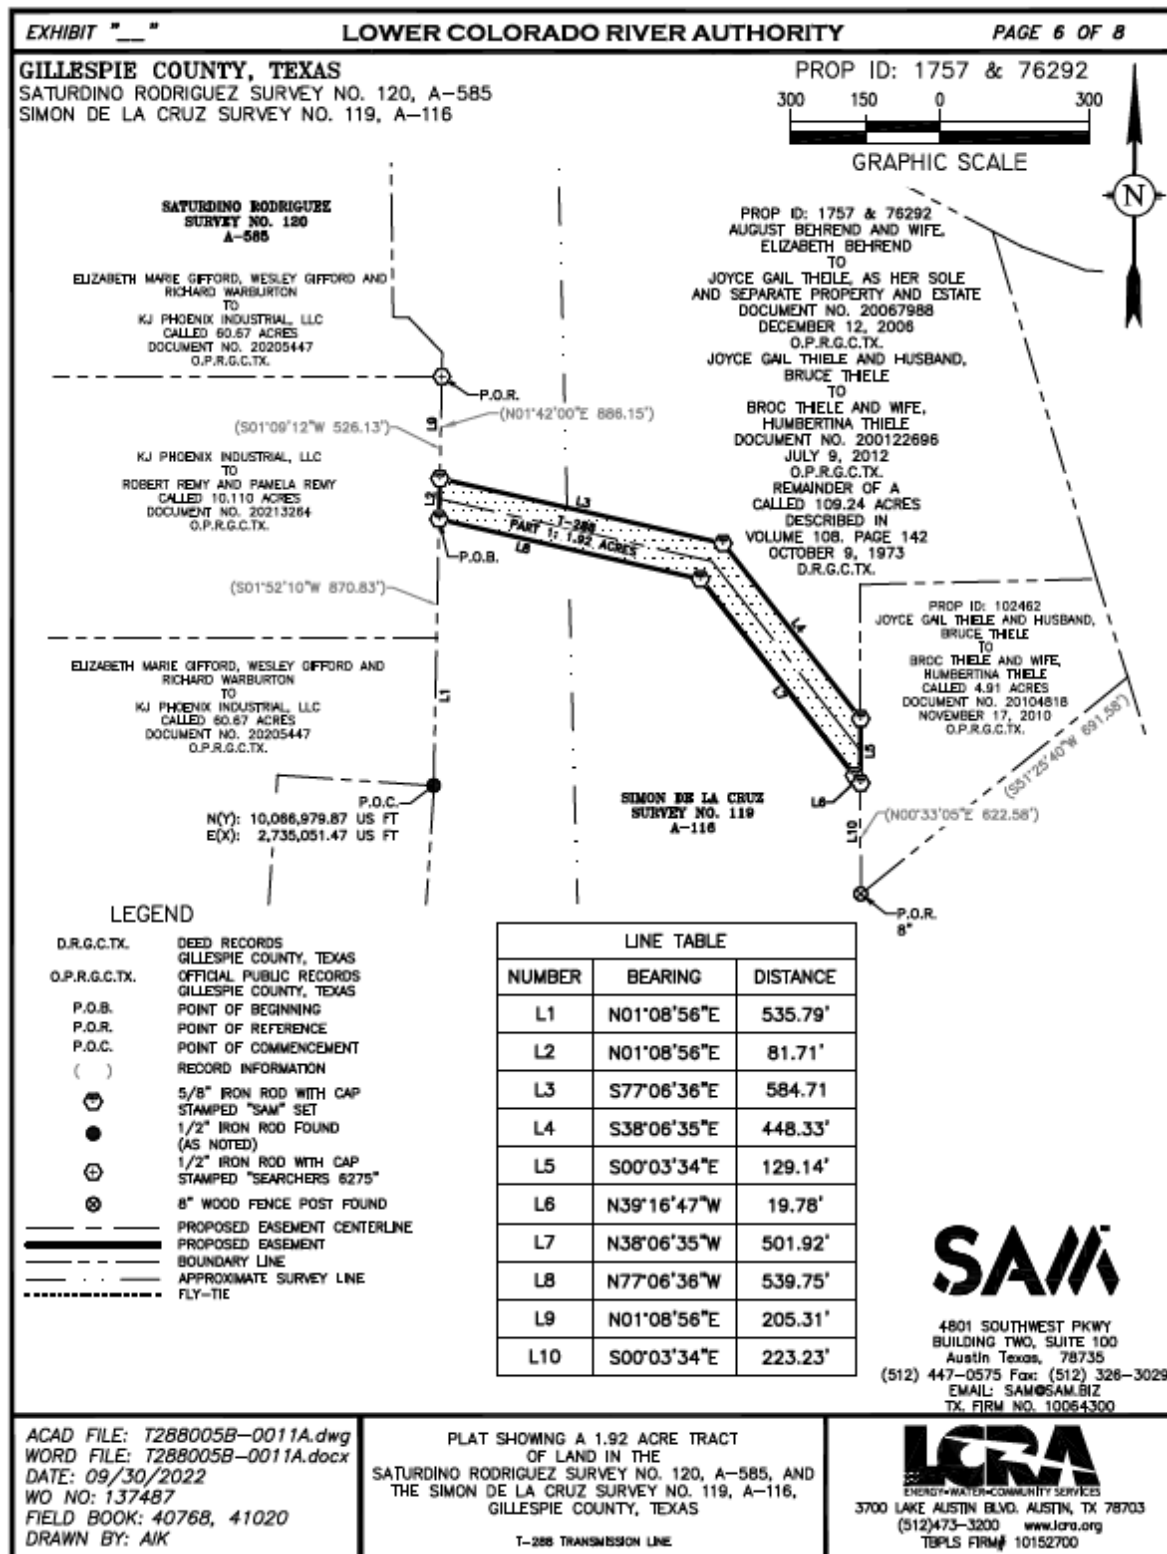 EXHIBIT "__"
LOWER COLORADO RIVER AUTHORITY
PAGE 6 OF 8
GILLESPIE COUNTY, TEXAS
SATURDINO RODRIGUEZ SURVEY NO. 120, A-585
SIMON DE LA CRUZ SURVEY NO. 119, A-116
PROP ID: 1757 & 76292
300 150 0 300
GRAPHIC SCALE
N
SATURDINO RODRIGUEZ
SURVEY NO. 120
A-585
ELIZABETH MARIE GIFFORD, WESLEY GIFFORD AND
RICHARD WARBURTON
TO
KJ PHOENIX INDUSTRIAL, LLC
CALLED 60.67 ACRES
DOCUMENT NO. 20205447
O.P.R.G.C.TX.
PROP ID: 1757 & 76292
AUGUST BEHREND AND WIFE,
ELIZABETH BEHREND
TO
JOYCE GAIL THEILE, AS HER SOLE
AND SEPARATE PROPERTY AND ESTATE
DOCUMENT NO. 20067988
DECEMBER 12, 2006
O.P.R.G.C.TX.
JOYCE GAIL THIELE AND HUSBAND,
BRUCE THIELE
TO
BROC THIELE AND WIFE,
HUMBERTINA THIELE
DOCUMENT NO. 200122696
JULY 9, 2012
O.P.R.G.C.TX.
REMAINDER OF A
CALLED 109.24 ACRES
DESCRIBED IN
VOLUME 108, PAGE 142
OCTOBER 9, 1973
D.R.G.C.TX.
P.O.R.
L9
(N01°42'00"E 886.15')
(S01°09'12"W 526.13')
KJ PHOENIX INDUSTRIAL, LLC
TO
ROBERT REMY AND PAMELA REMY
CALLED 10.110 ACRES
DOCUMENT NO. 20213264
O.P.R.G.C.TX.
L2
L3
T-288
PART 1: 1.92 ACRES
L8
P.O.B.
(S01°52'10"W 870.83')
L4
L7
L5
L6
PROP ID: 102462
JOYCE GAIL THIELE AND HUSBAND,
BRUCE THIELE
TO
BROC THIELE AND WIFE,
HUMBERTINA THIELE
CALLED 4.91 ACRES
DOCUMENT NO. 20104818
NOVEMBER 17, 2010
O.P.R.G.C.TX.
(S51°25'40"W 691.58')
ELIZABETH MARIE GIFFORD, WESLEY GIFFORD AND
RICHARD WARBURTON
TO
KJ PHOENIX INDUSTRIAL, LLC
CALLED 60.67 ACRES
DOCUMENT NO. 20205447
O.P.R.G.C.TX.
L1
P.O.C.
N(Y): 10,066,979.87 US FT
E(X): 2,735,051.47 US FT
SIMON DE LA CRUZ
SURVEY NO. 119
A-116
L10
(N00°33'05"E 622.58')
P.O.R.
8"
LEGEND
D.R.G.C.TX. DEED RECORDS
GILLESPIE COUNTY, TEXAS
O.P.R.G.C.TX. OFFICIAL PUBLIC RECORDS
GILLESPIE COUNTY, TEXAS
P.O.B. POINT OF BEGINNING
P.O.R. POINT OF REFERENCE
P.O.C. POINT OF COMMENCEMENT
( ) RECORD INFORMATION
5/8" IRON ROD WITH CAP
STAMPED "SAM" SET
1/2" IRON ROD FOUND
(AS NOTED)
1/2" IRON ROD WITH CAP
STAMPED "SEARCHERS 6275"
8" WOOD FENCE POST FOUND
PROPOSED EASEMENT CENTERLINE
PROPOSED EASEMENT
BOUNDARY LINE
APPROXIMATE SURVEY LINE
FLY-TIE
LINE TABLE
NUMBER BEARING DISTANCE
L1 N01°08'56"E 535.79'
L2 N01°08'56"E 81.71'
L3 S77°06'36"E 584.71
L4 S38°06'35"E 448.33'
L5 S00°03'34"E 129.14'
L6 N39°16'47"W 19.78'
L7 N38°06'35"W 501.92'
L8 N77°06'36"W 539.75'
L9 N01°08'56"E 205.31'
L10 S00°03'34"E 223.23'
SAM
4801 SOUTHWEST PKWY
BUILDING TWO, SUITE 100
Austin Texas, 78735
(512) 447-0575 Fax: (512) 326-3029
EMAIL: SAM@SAM.BIZ
TX. FIRM NO. 10064300
ACAD FILE: T288005B-0011A.dwg
WORD FILE: T288005B-0011A.docx
DATE: 09/30/2022
WO NO: 137487
FIELD BOOK: 40768, 41020
DRAWN BY: AIK
PLAT SHOWING A 1.92 ACRE TRACT
OF LAND IN THE
SATURDINO RODRIGUEZ SURVEY NO. 120, A-585, AND
THE SIMON DE LA CRUZ SURVEY NO. 119, A-116,
GILLESPIE COUNTY, TEXAS
T-288 TRANSMISSION LINE
LCRA
ENERGY•WATER•COMMUNITY SERVICES
3700 LAKE AUSTIN BLVD. AUSTIN, TX 78703
(512)473-3200 www.lcra.org
TBPLS FIRM# 10152700